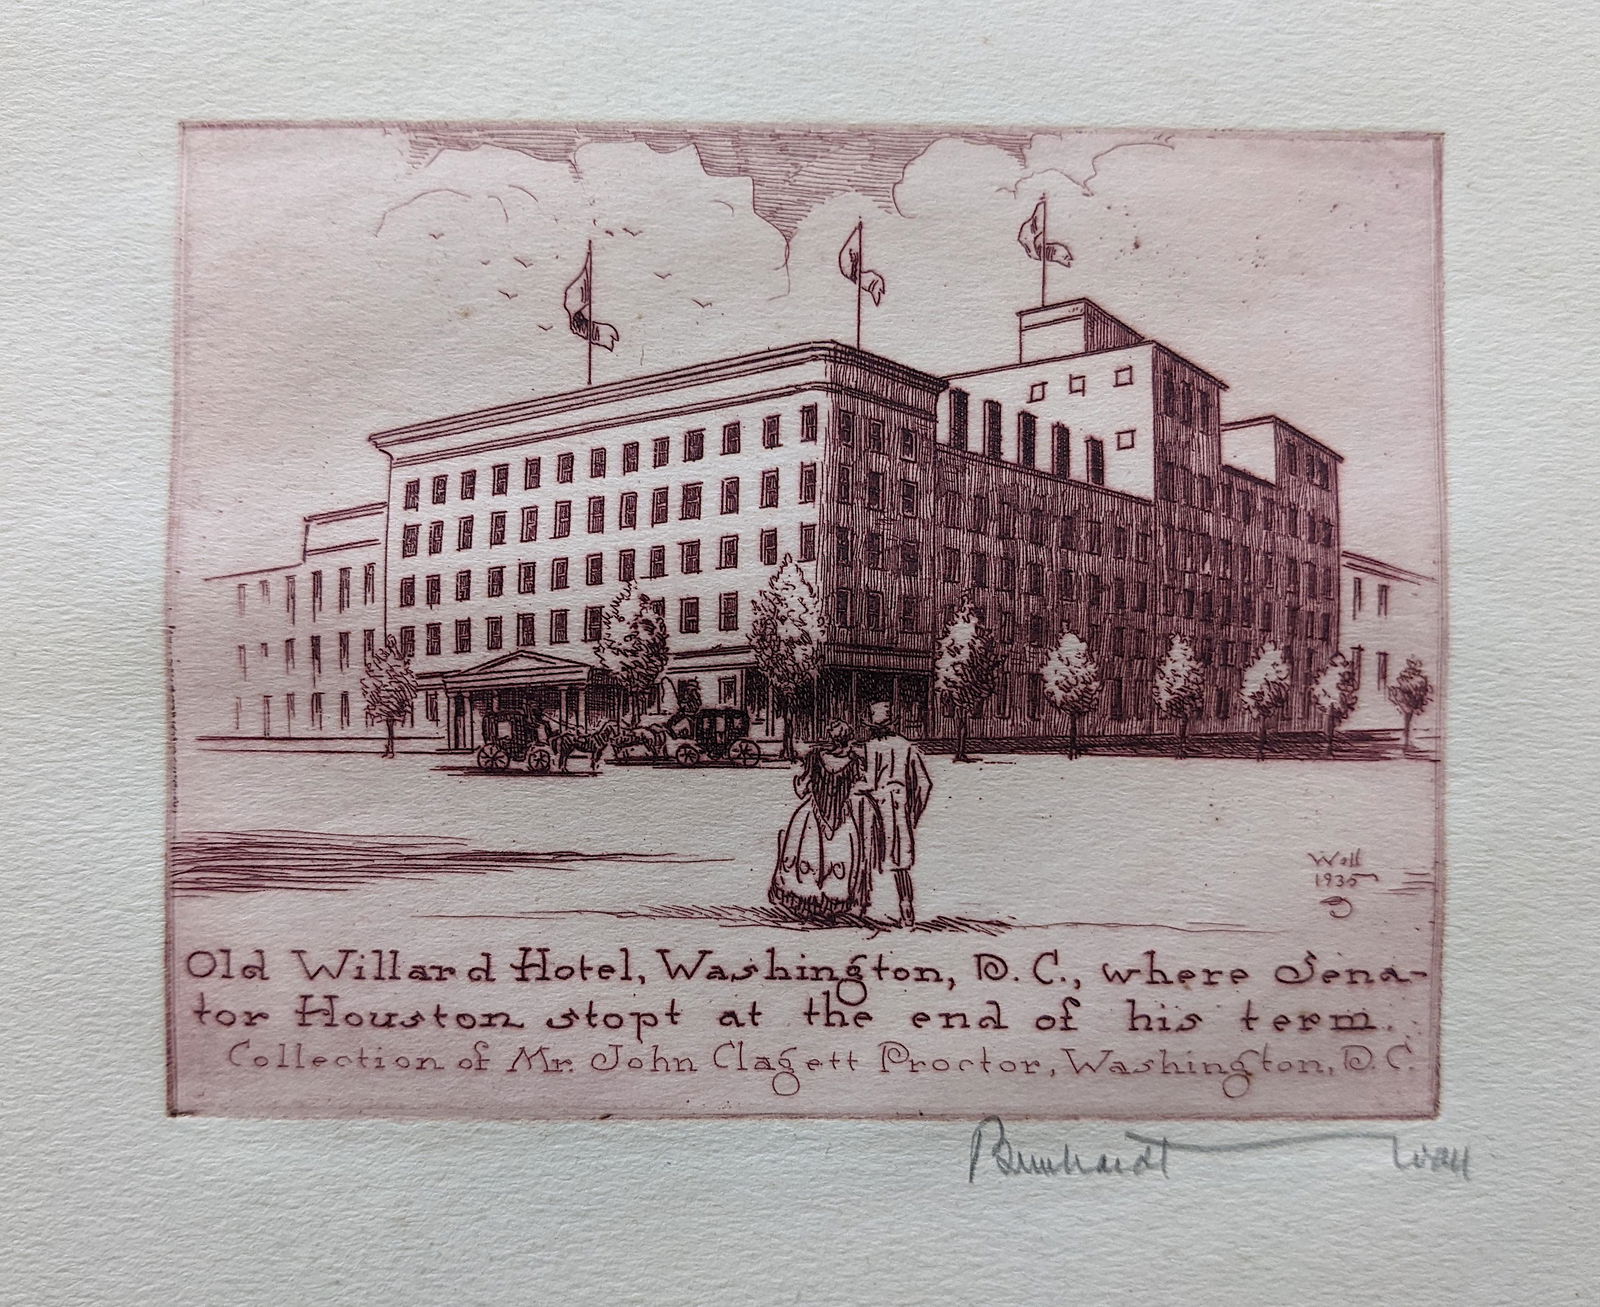 Wall
1935
Old Willard Hotel, Washington, D. C., where Sena-
tor Houston stopt at the end of his term.
Collection of Mr. John Clagett Proctor, Washington, D. C.
Bernhardt Wall